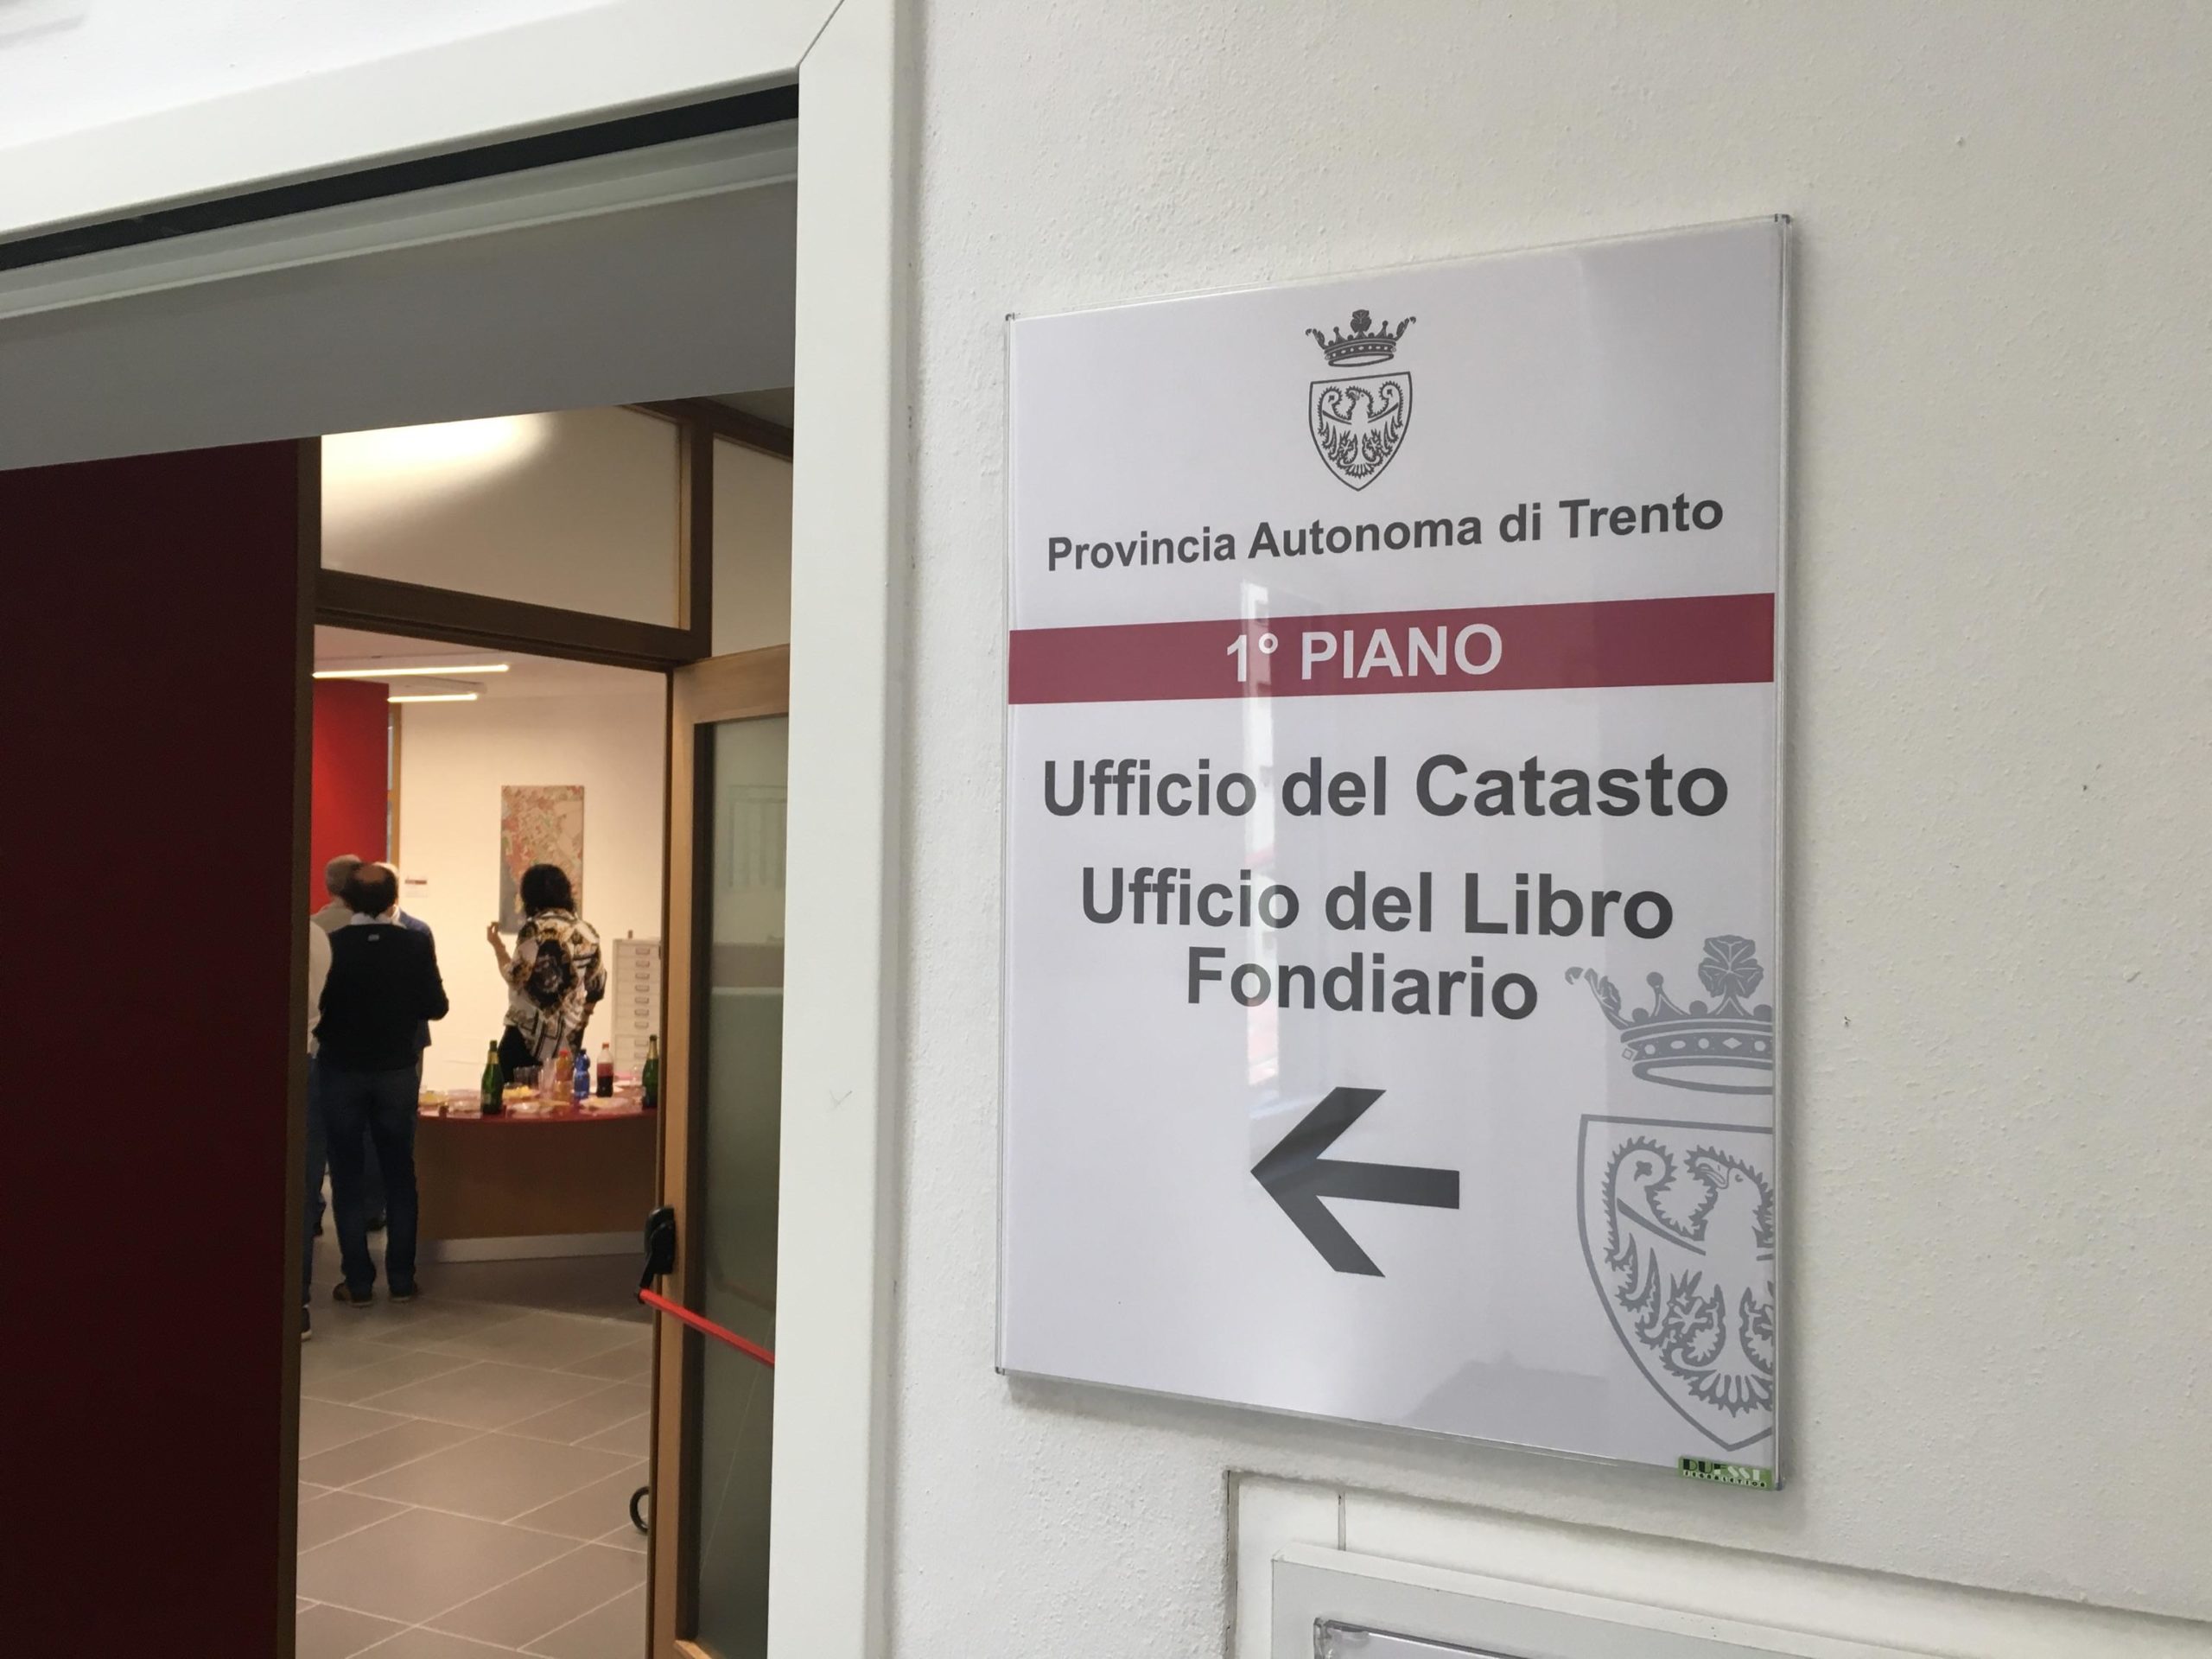 Provincia Autonoma di Trento
1° PIANO
Ufficio del Catasto
Ufficio del Libro
Fondiario